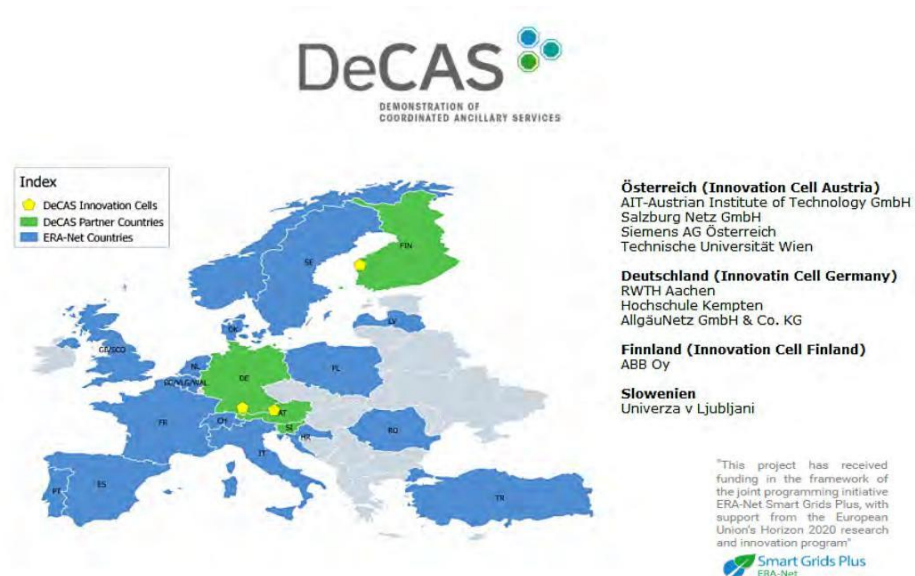 DeCAS
DEMONSTRATION OF
COORDINATED ANCILLARY SERVICES
Index
DeCAS Innovation Cells
DeCAS Partner Countries
ERA-Net Countries
FIN
SE
LV
DK
GB/SCO
NL
DE
PL
FR
CH
AT
SI
HR
RO
IT
PT
ES
TR
Österreich (Innovation Cell Austria)
AIT-Austrian Institute of Technology GmbH
Salzburg Netz GmbH
Siemens AG Österreich
Technische Universität Wien
Deutschland (Innovatin Cell Germany)
RWTH Aachen
Hochschule Kempten
AllgäuNetz GmbH & Co. KG
Finnland (Innovation Cell Finland)
ABB Oy
Slowenien
Univerza v Ljubljani
"This project has received
funding in the framework of
the joint programming initiative
ERA-Net Smart Grids Plus, with
support from the European
Union's Horizon 2020 research
and innovation program"
Smart Grids Plus
ERA-Net